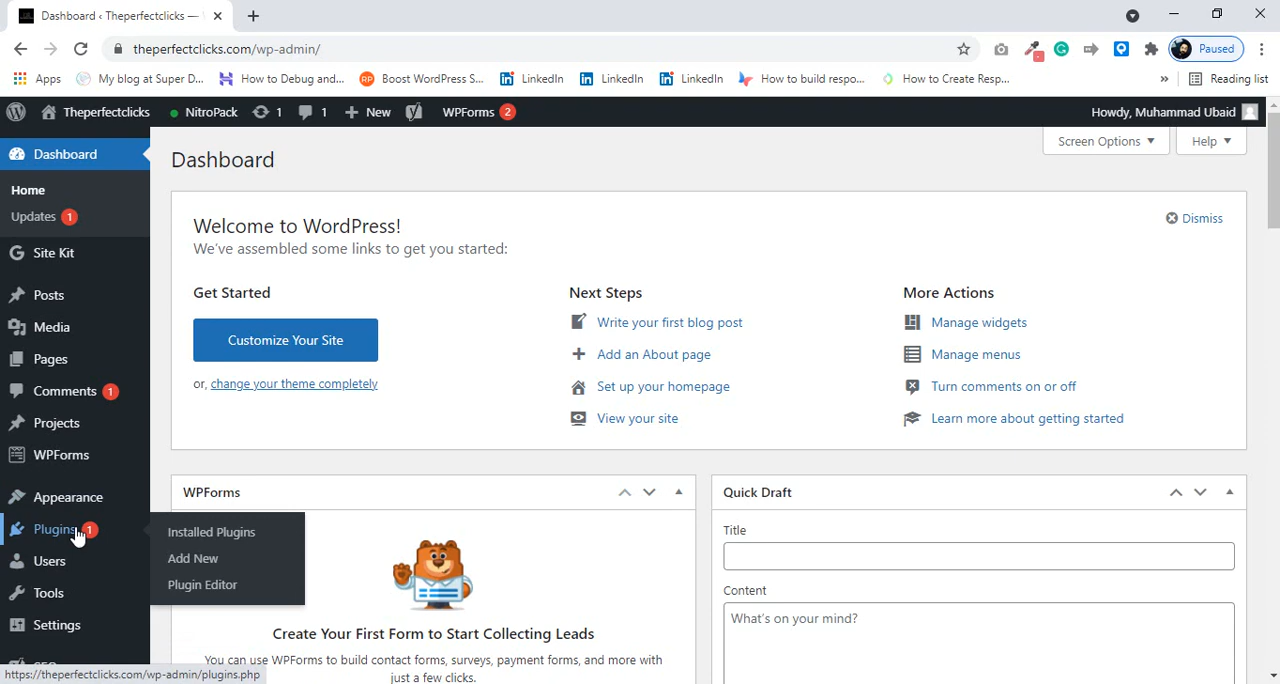 Dashboard ‹ Theperfectclicks —
theperfectclicks.com/wp-admin/
Paused
Apps
My blog at Super D...
How to Debug and...
Boost WordPress S...
LinkedIn
LinkedIn
LinkedIn
How to build respo...
How to Create Resp...
»
Reading list
Theperfectclicks
NitroPack
1
1
New
WPForms 2
Howdy, Muhammad Ubaid
Dashboard
Home
Updates 1
Site Kit
Posts
Media
Pages
Comments 1
Projects
WPForms
Appearance
Plugins 1
Installed Plugins
Add New
Plugin Editor
Users
Tools
Settings
https://theperfectclicks.com/wp-admin/plugins.php
Screen Options
Help
Dashboard
Welcome to WordPress!
Dismiss
We've assembled some links to get you started:
Get Started
Customize Your Site
or, change your theme completely
Next Steps
Write your first blog post
Add an About page
Set up your homepage
View your site
More Actions
Manage widgets
Manage menus
Turn comments on or off
Learn more about getting started
WPForms
Create Your First Form to Start Collecting Leads
You can use WPForms to build contact forms, surveys, payment forms, and more with
just a few clicks.
Quick Draft
Title
Content
What's on your mind?